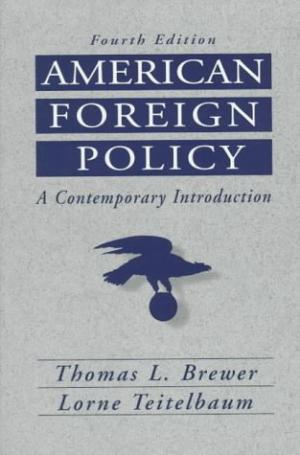 Fourth Edition
AMERICAN
FOREIGN
POLICY
A Contemporary Introduction
Thomas L. Brewer
Lorne Teitelbaum